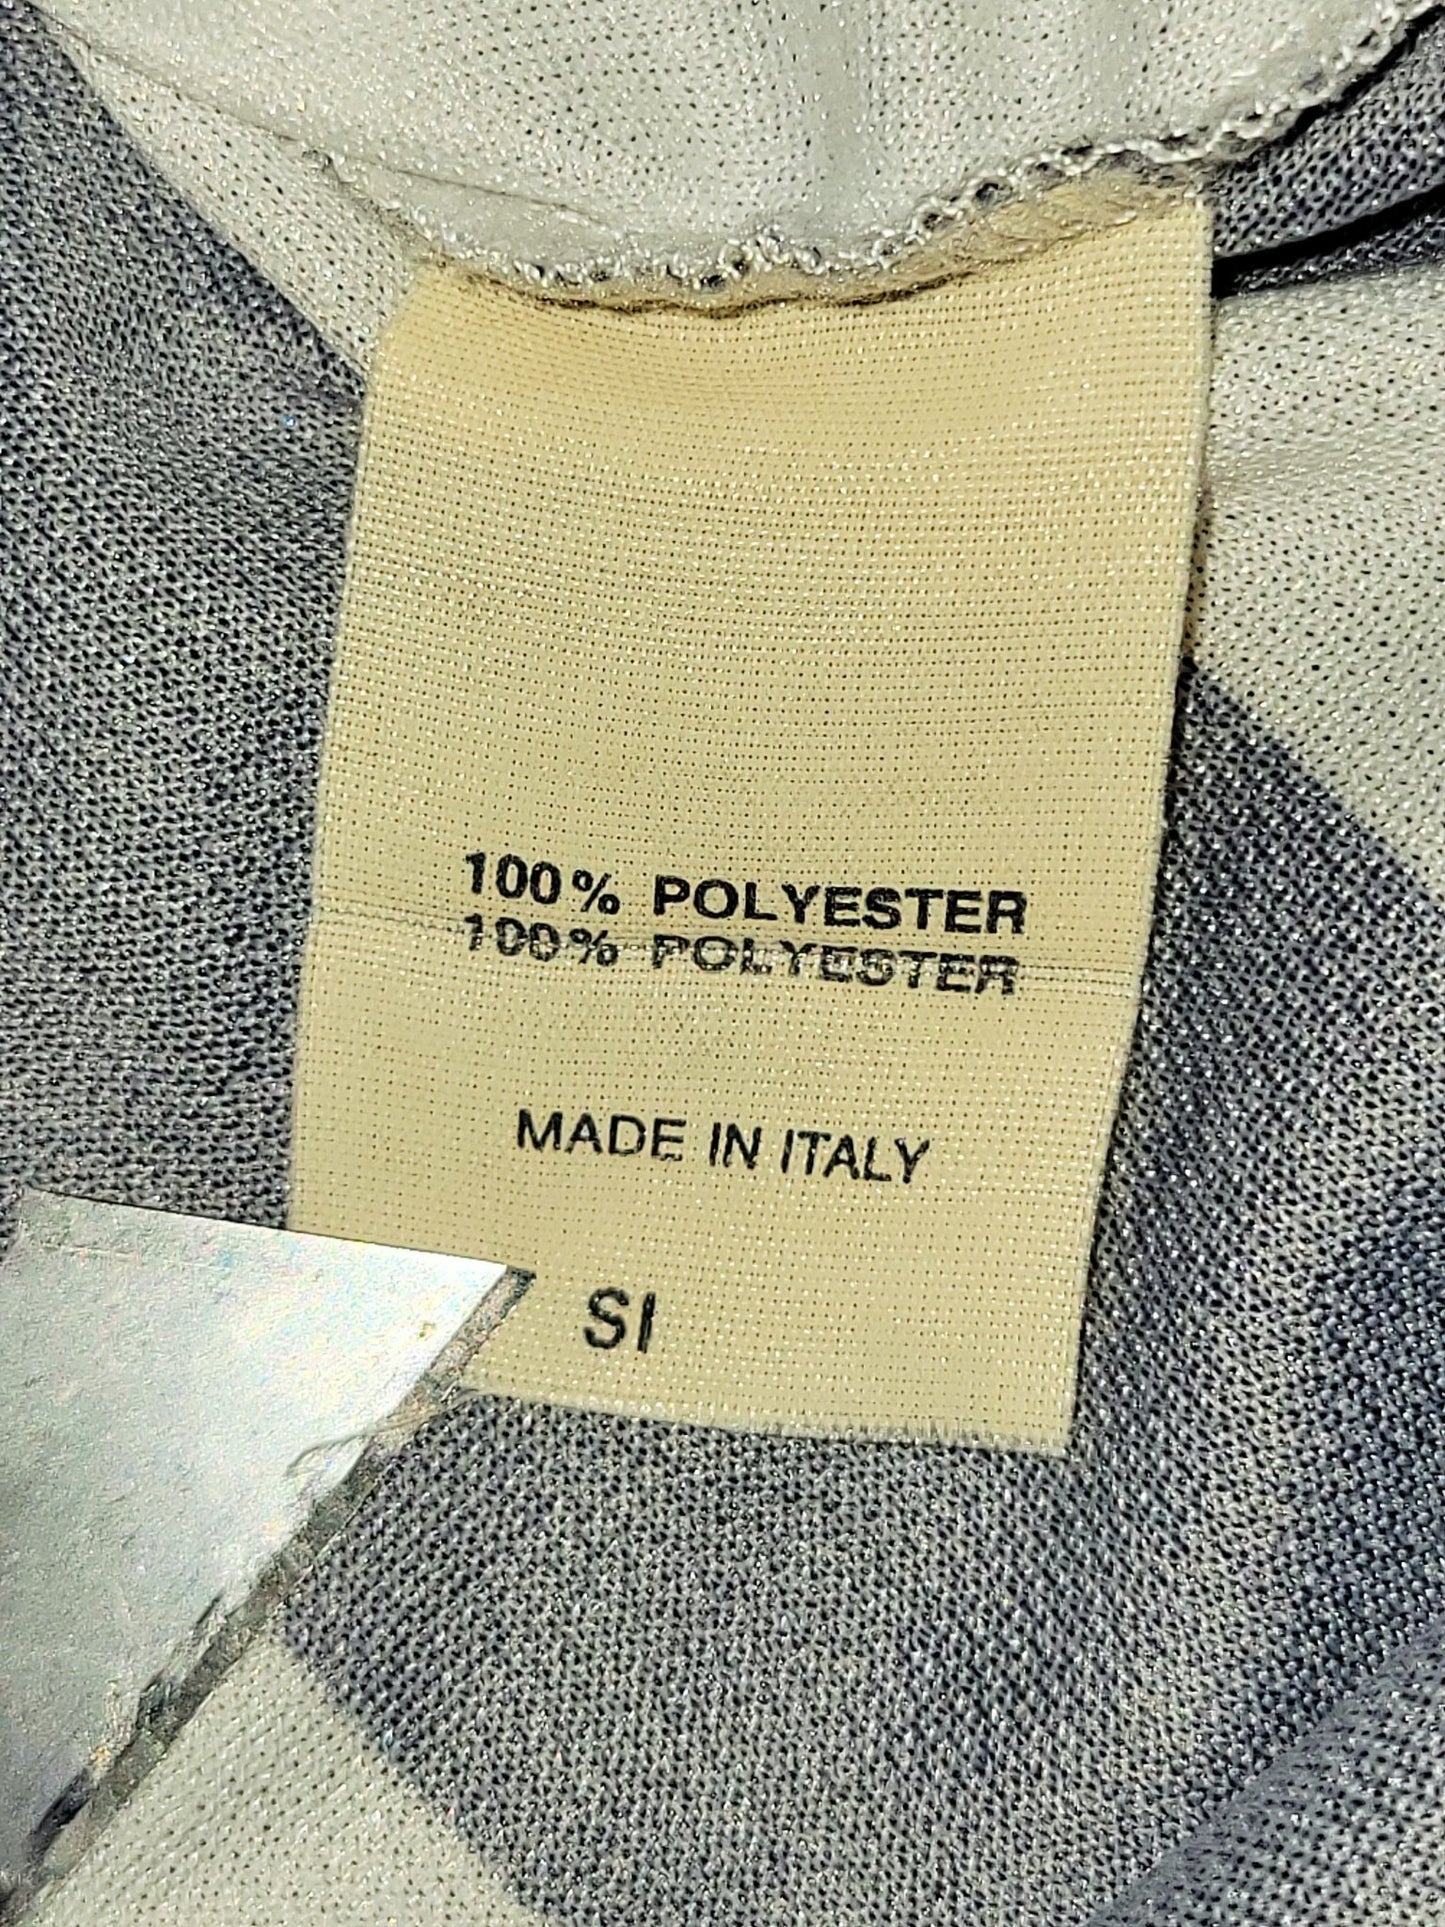 100% POLYESTER
100% POLYESTER
MADE IN ITALY
SI